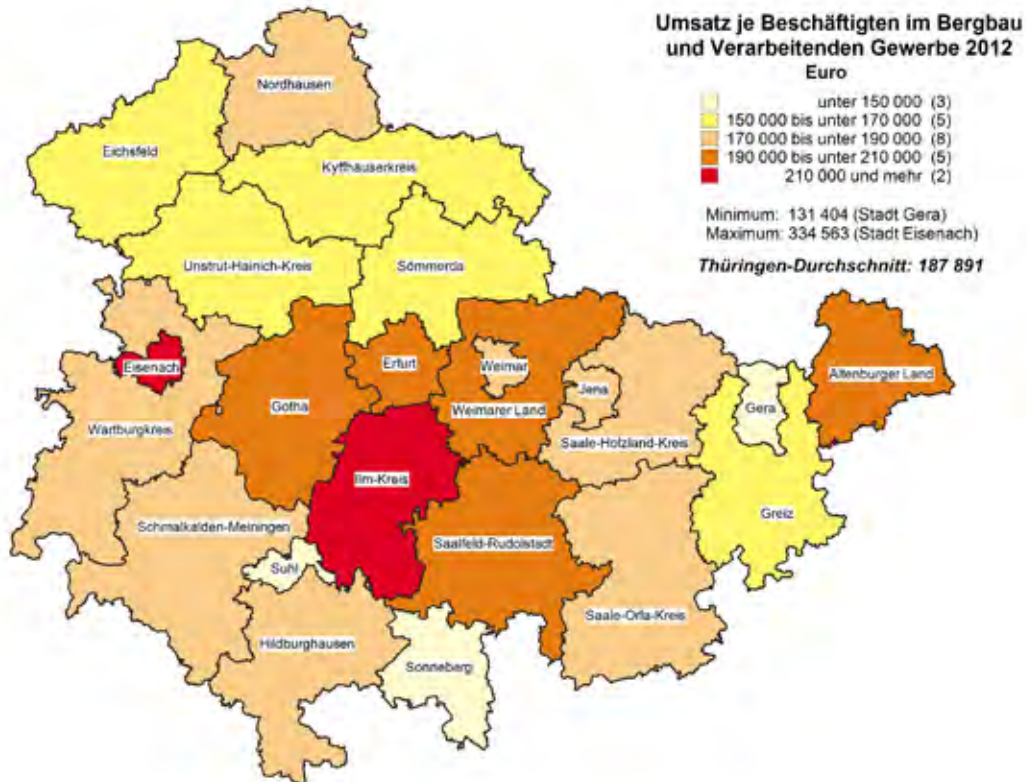 Umsatz je Beschäftigten im Bergbau
und Verarbeitenden Gewerbe 2012
Euro
unter 150 000 (3)
150 000 bis unter 170 000 (5)
170 000 bis unter 190 000 (8)
190 000 bis unter 210 000 (5)
210 000 und mehr (2)
Minimum: 131 404 (Stadt Gera)
Maximum: 334 563 (Stadt Eisenach)
Thüringen-Durchschnitt: 187 891
Nordhausen
Eichsfeld
Kyffhäuserkreis
Unstrut-Hainich-Kreis
Sömmerda
Eisenach
Erfurt
Weimar
Altenburger Land
Jena
Gotha
Weimarer Land
Gera
Wartburgkreis
Saale-Holzland-Kreis
Ilm-Kreis
Greiz
Schmalkalden-Meiningen
Saalfeld-Rudolstadt
Suhl
Saale-Orla-Kreis
Hildburghausen
Sonneberg